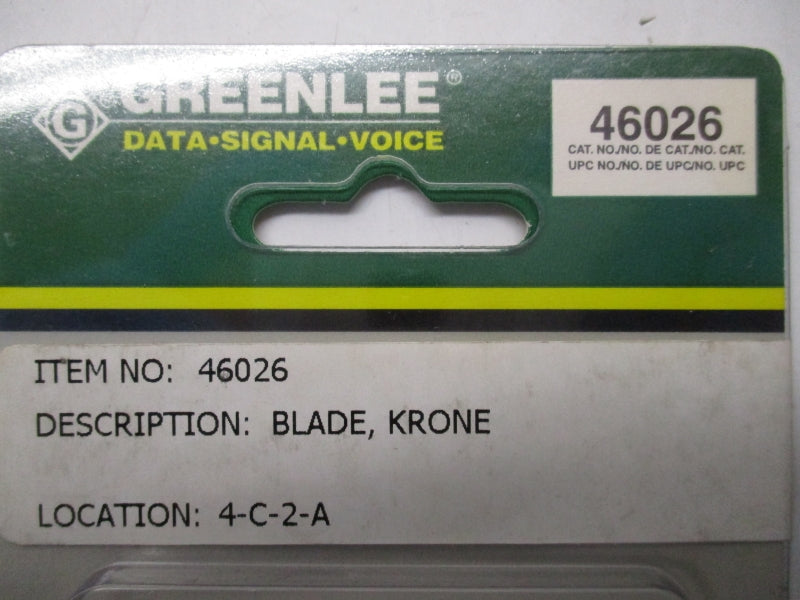 G GREENLEE®
DATA•SIGNAL•VOICE
46026
CAT. NO./NO. DE CAT./NO. CAT.
UPC NO./NO. DE UPC/NO. UPC
ITEM NO: 46026
DESCRIPTION: BLADE, KRONE
LOCATION: 4-C-2-A